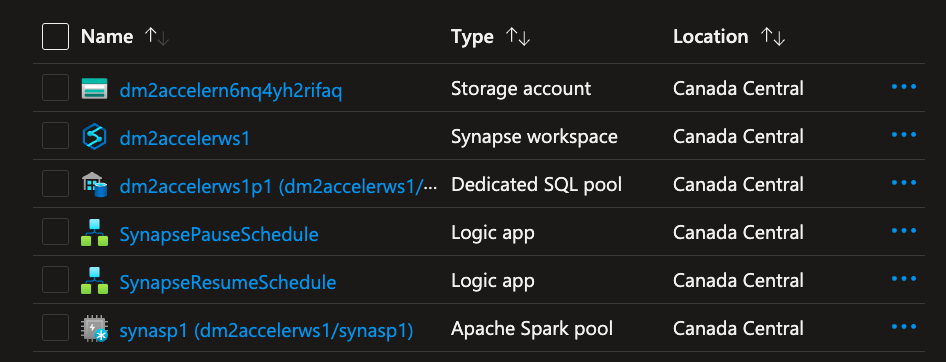 Name Type Location
dm2accelern6nq4yh2rifaq Storage account Canada Central
dm2accelerws1 Synapse workspace Canada Central
dm2accelerws1p1 (dm2accelerws1/··· Dedicated SQL pool Canada Central
SynapsePauseSchedule Logic app Canada Central
SynapseResumeSchedule Logic app Canada Central
synasp1 (dm2accelerws1/synasp1) Apache Spark pool Canada Central